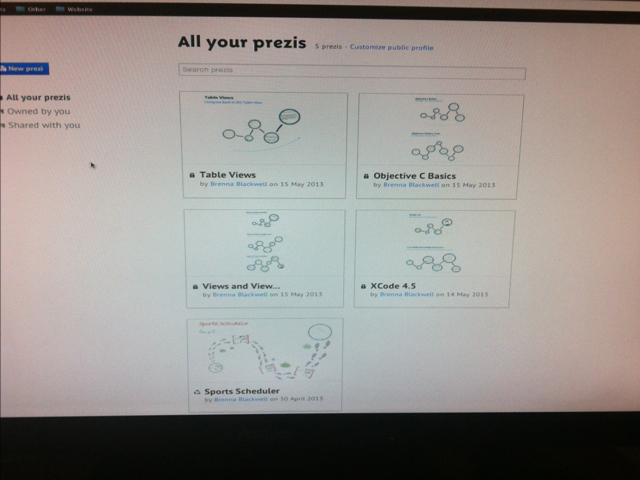 Other Website
All your prezis 5 prezis - Customize public profile
New prezi
Search prezis
All your prezis
Owned by you
Shared with you
Table Views
Table Views
by Brenna Blackwell on 15 May 2013
Objective C Basics
by Brenna Blackwell on 15 May 2013
Views and View...
by Brenna Blackwell on 15 May 2013
XCode 4.5
by Brenna Blackwell on 14 May 2013
Sports Scheduler
Sports Scheduler
by Brenna Blackwell on 30 April 2013